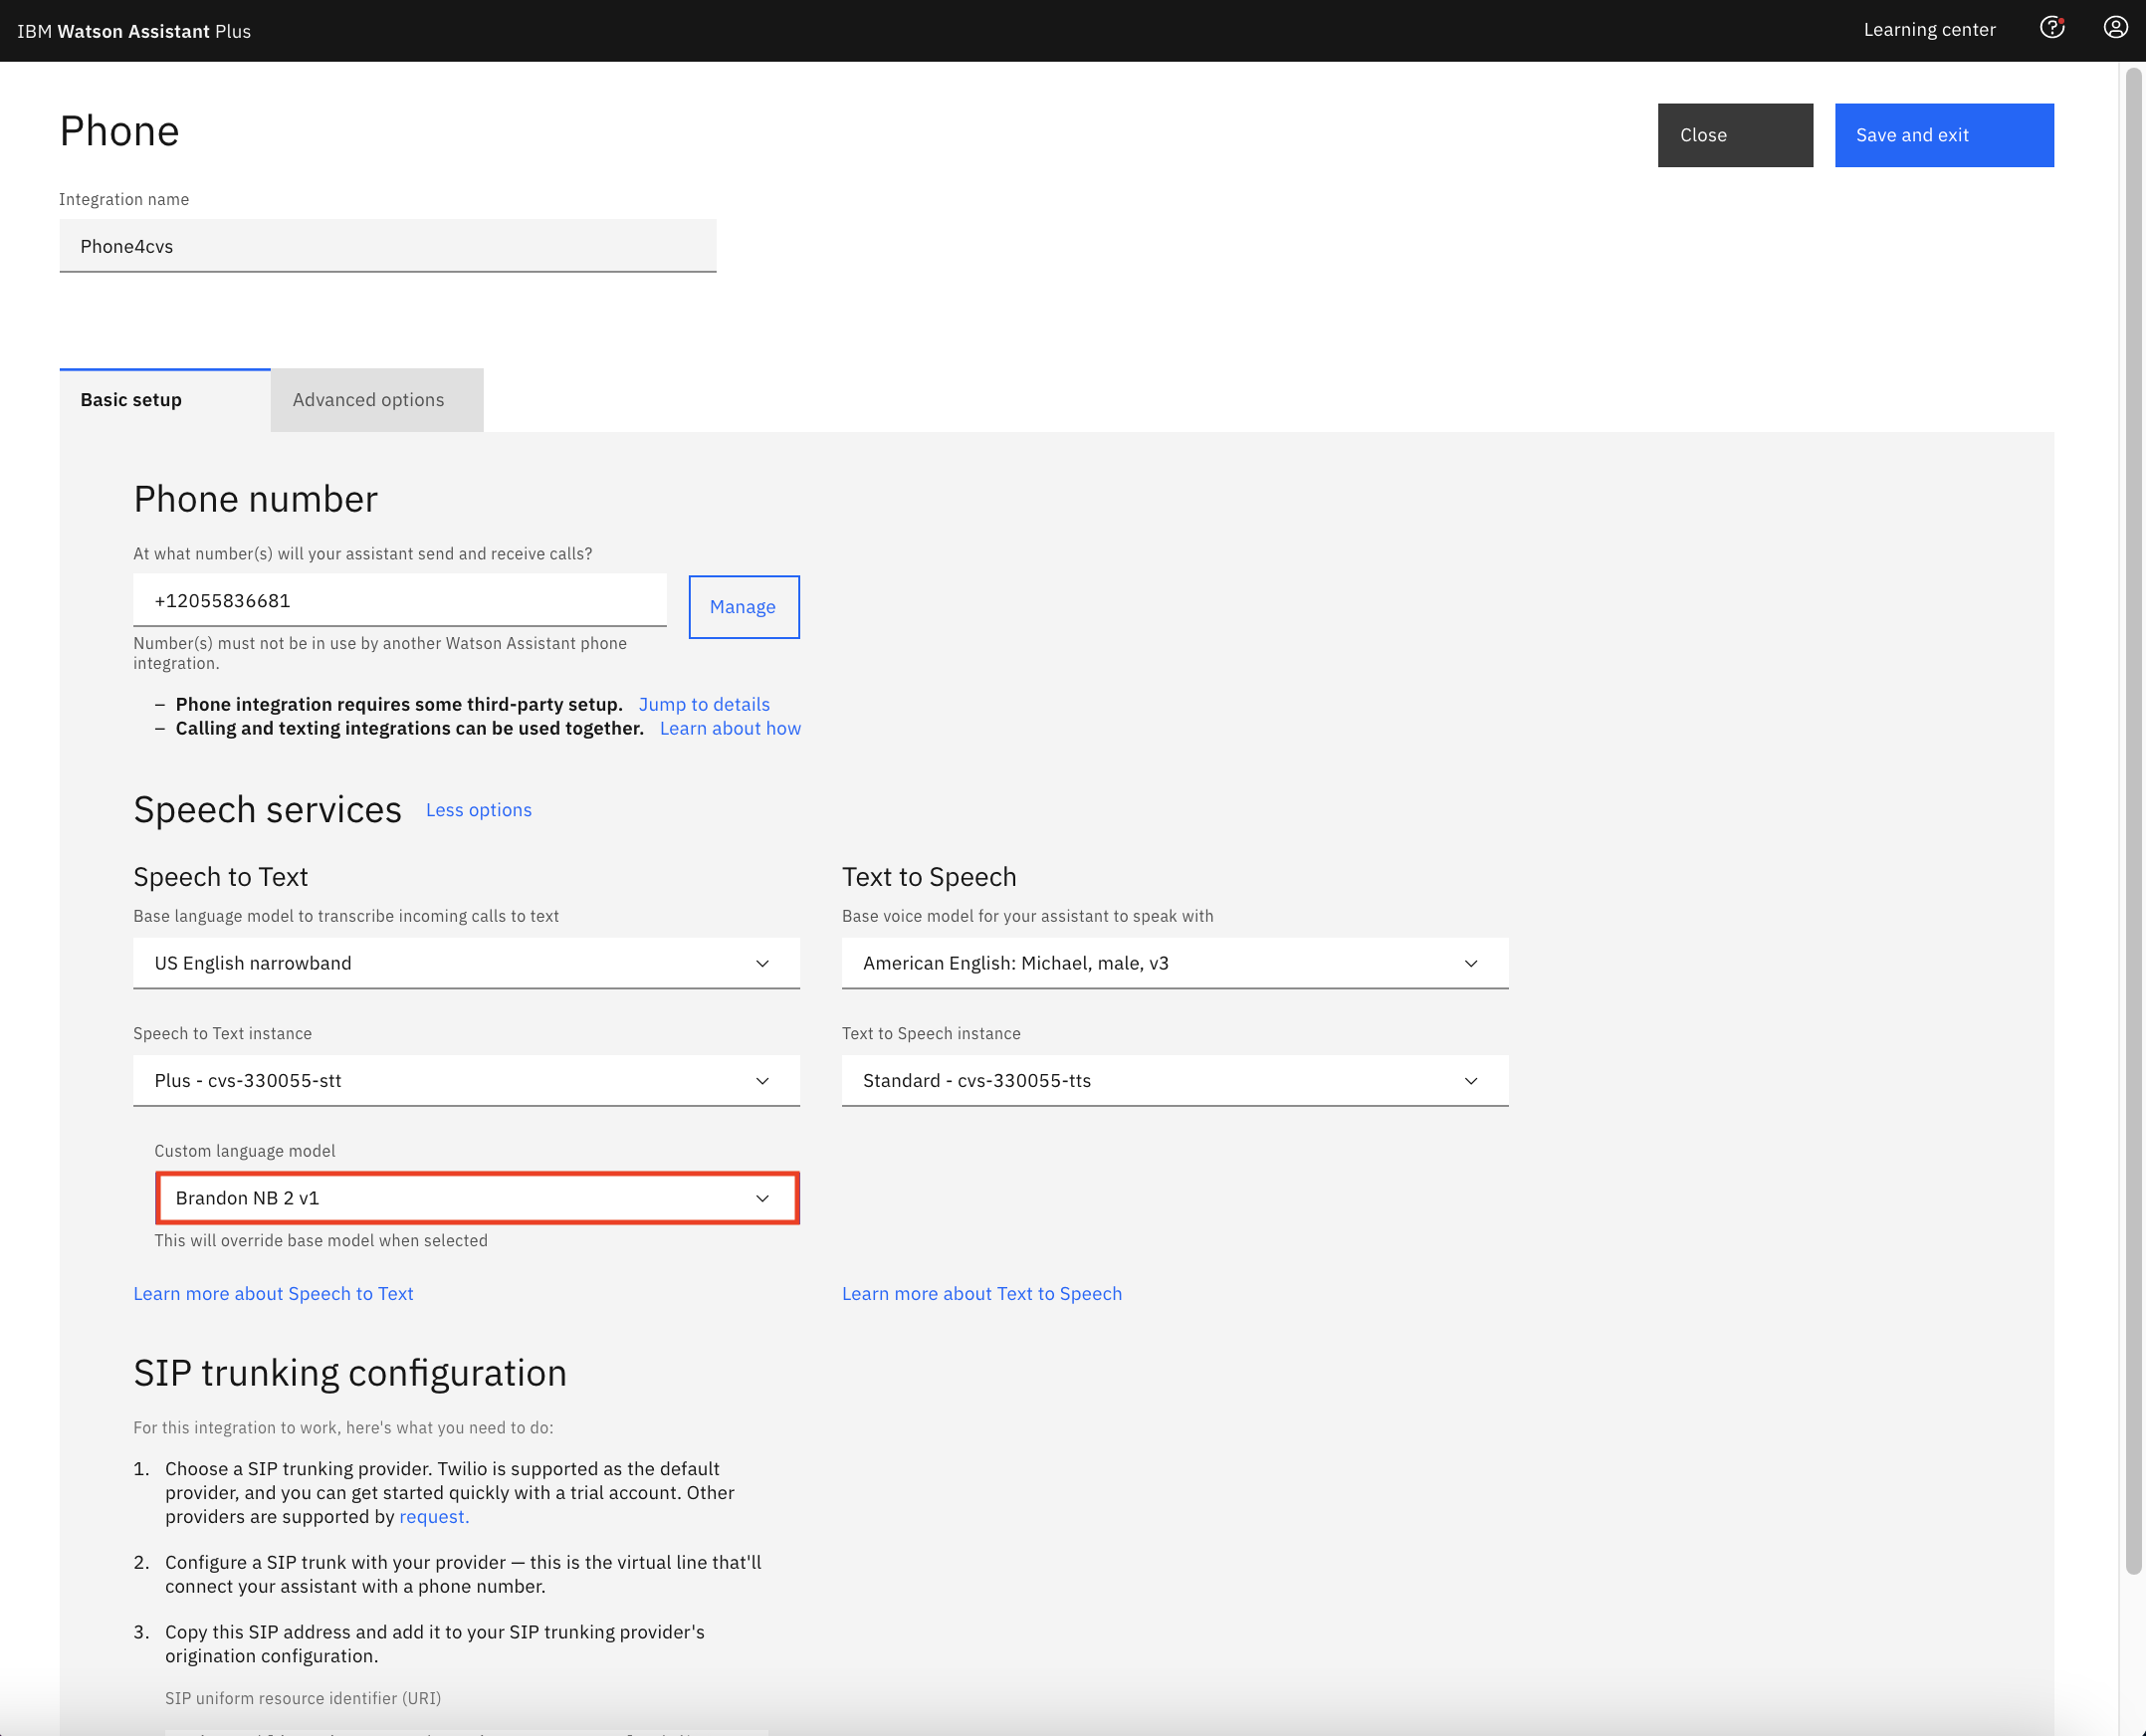 IBM Watson Assistant Plus
Learning center
Phone
Close
Save and exit
Integration name
Phone4cvs
Basic setup
Advanced options
Phone number
At what number(s) will your assistant send and receive calls?
+12055836681
Manage
Number(s) must not be in use by another Watson Assistant phone
integration.
– Phone integration requires some third-party setup. Jump to details
– Calling and texting integrations can be used together. Learn about how
Speech services Less options
Speech to Text
Base language model to transcribe incoming calls to text
US English narrowband
Speech to Text instance
Plus - cvs-330055-stt
Custom language model
Brandon NB 2 v1
This will override base model when selected
Learn more about Speech to Text
Text to Speech
Base voice model for your assistant to speak with
American English: Michael, male, v3
Text to Speech instance
Standard - cvs-330055-tts
Learn more about Text to Speech
SIP trunking configuration
For this integration to work, here's what you need to do:
1. Choose a SIP trunking provider. Twilio is supported as the default
provider, and you can get started quickly with a trial account. Other
providers are supported by request.
2. Configure a SIP trunk with your provider — this is the virtual line that'll
connect your assistant with a phone number.
3. Copy this SIP address and add it to your SIP trunking provider's
origination configuration.
SIP uniform resource identifier (URI)